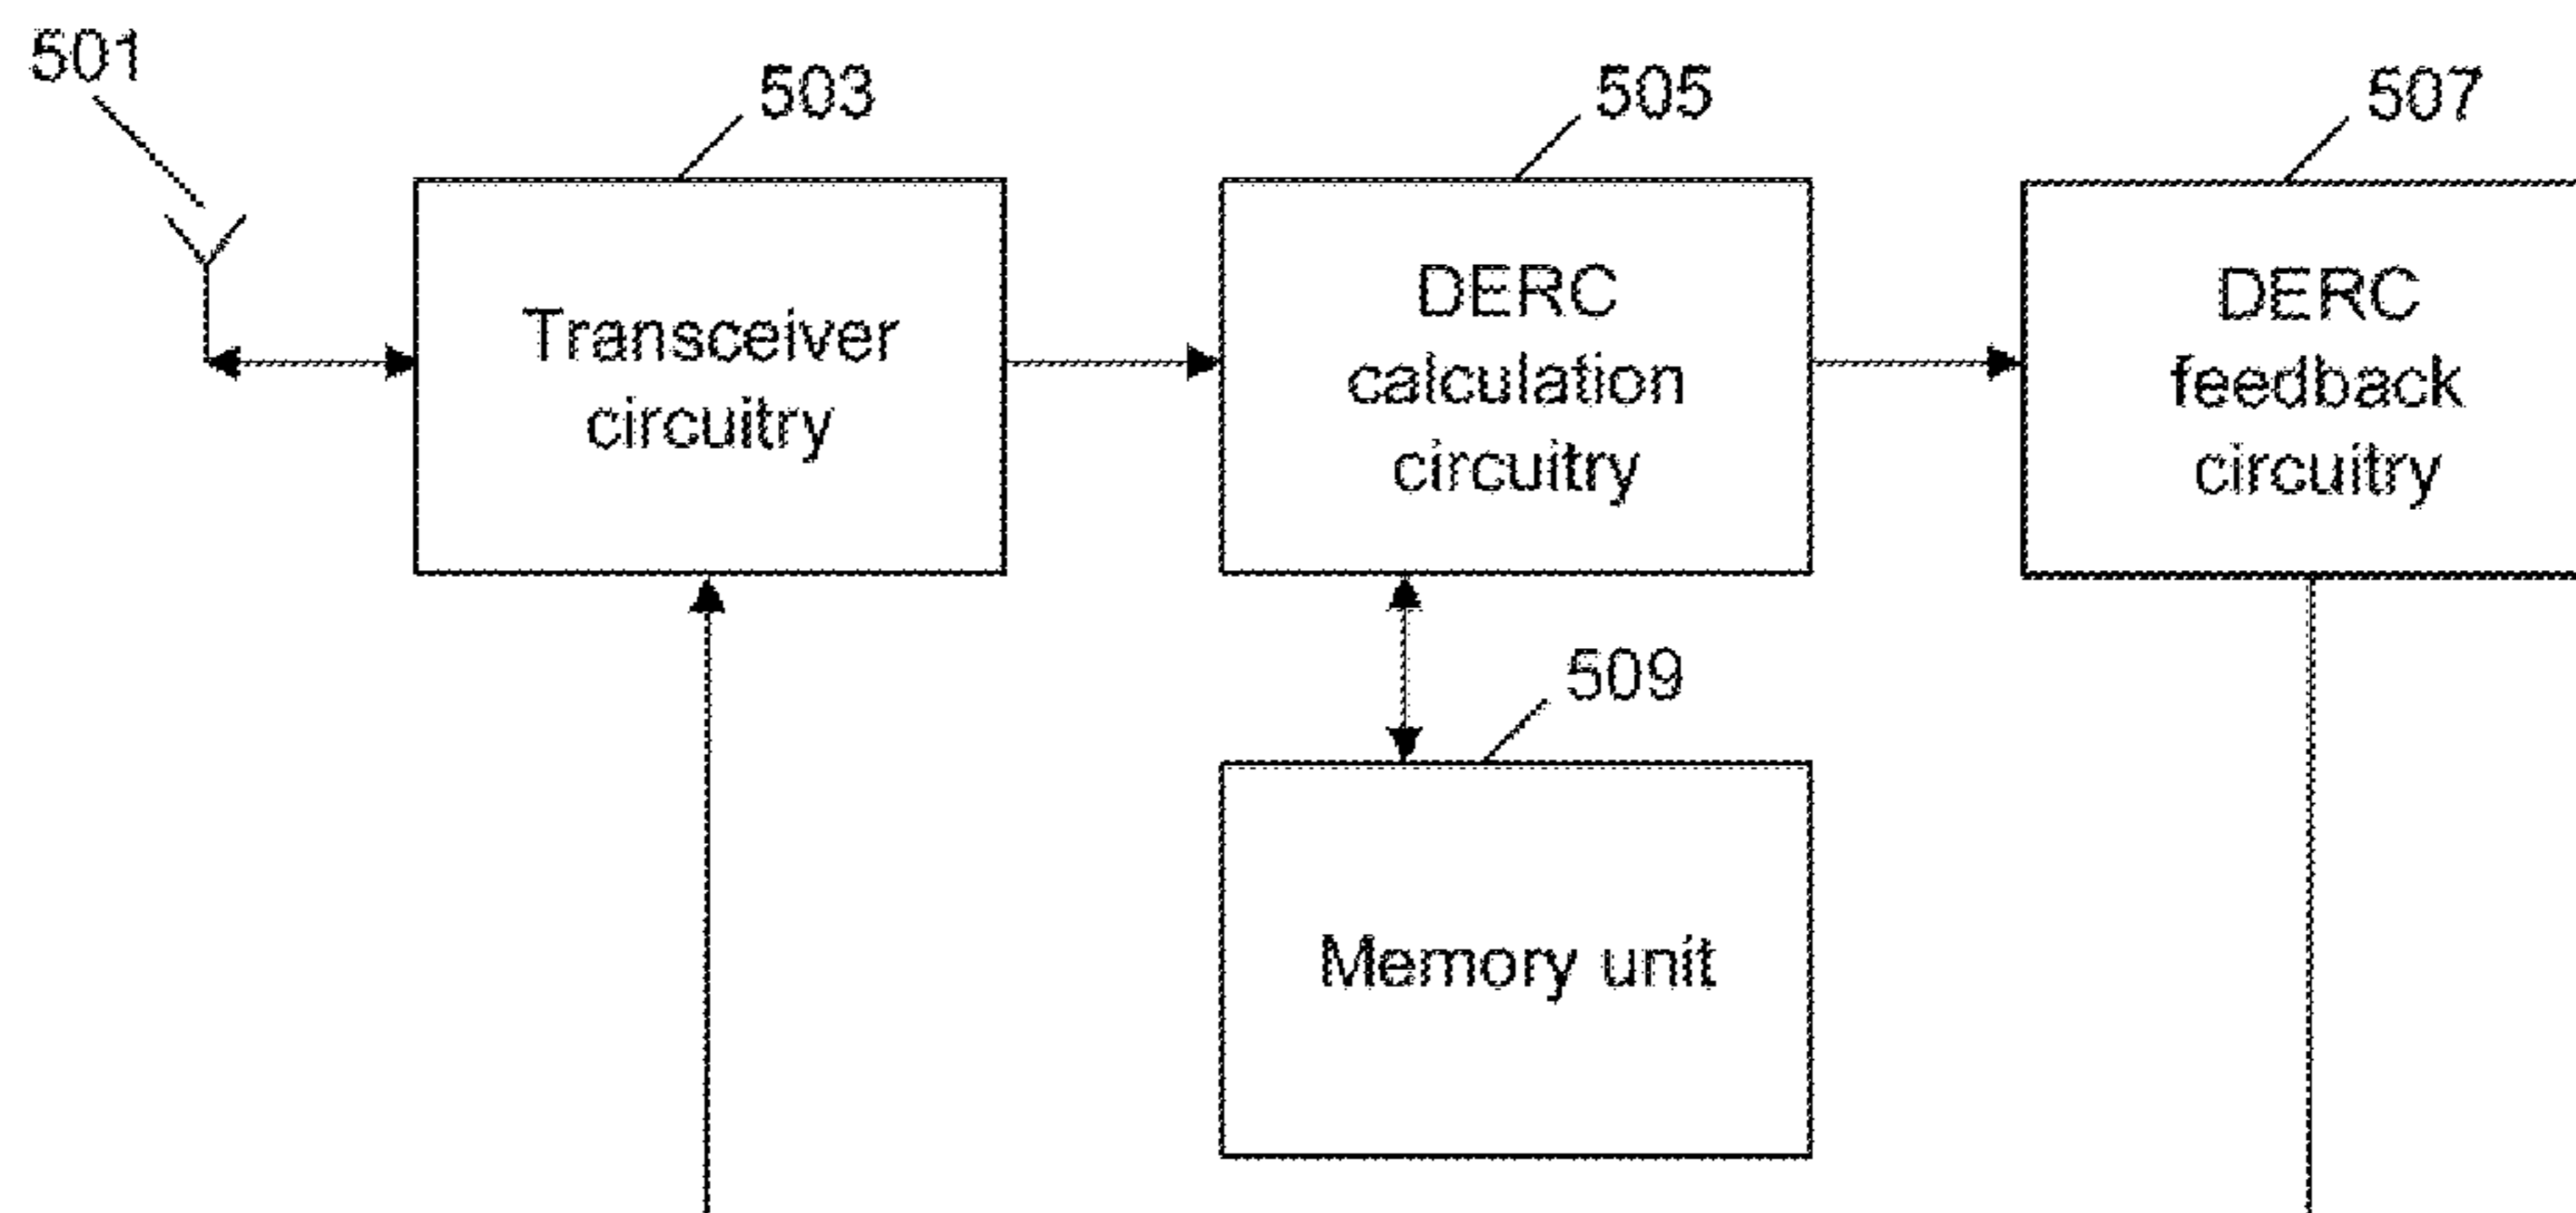 501
503
505
507
Transceiver
circuitry
DERC
calculation
circuitry
DERC
feedback
circuitry
509
Memory unit